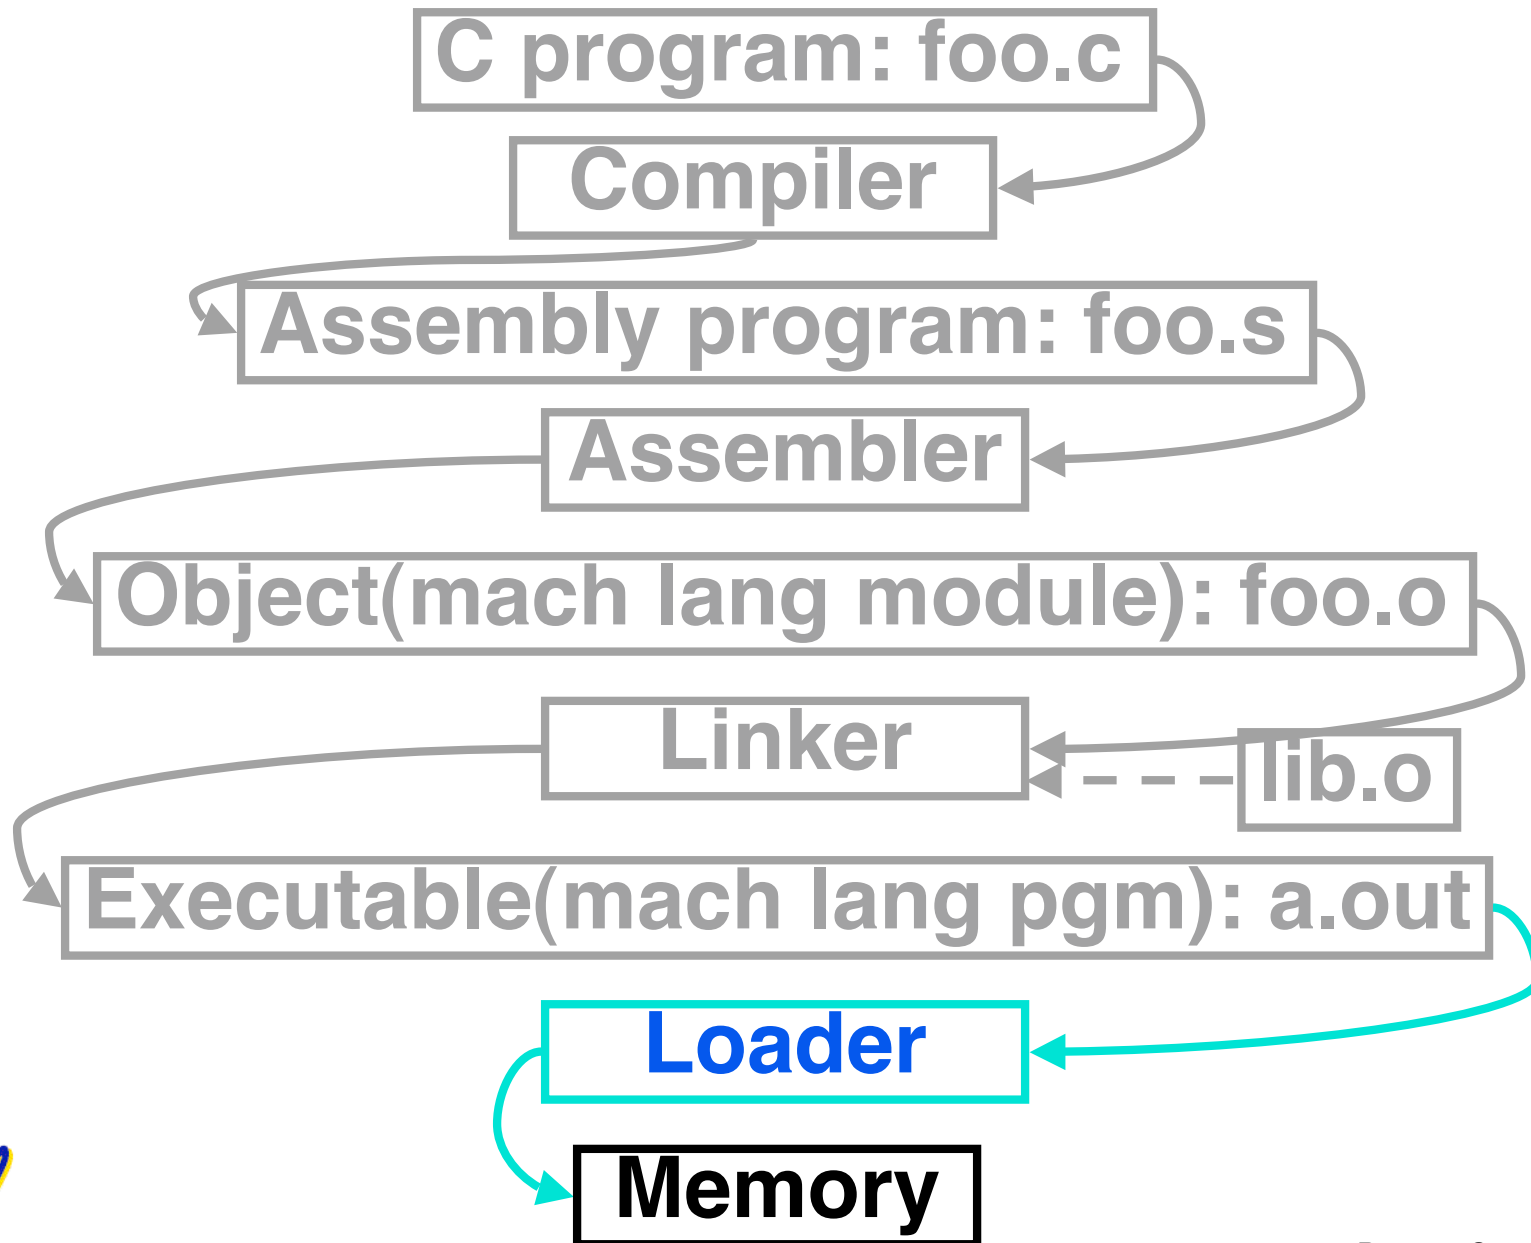 C program: foo.c
Compiler
Assembly program: foo.s
Assembler
Object(mach lang module): foo.o
Linker
lib.o
Executable(mach lang pgm): a.out
Loader
Memory